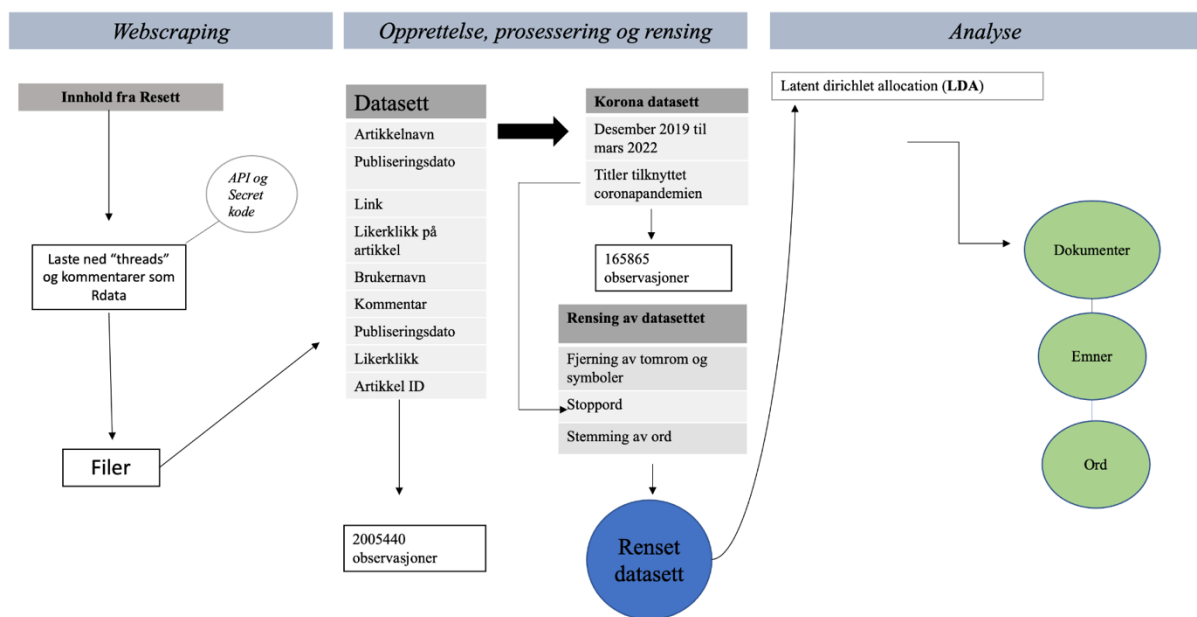 Webscraping
Opprettelse, prosessering og rensing
Analyse
Innhold fra Resett
API og
Secret
kode
Laste ned “threads”
og kommentarer som
Rdata
Filer
Datasett
Artikkelnavn
Publiseringsdato
Link
Likerklikk på
artikkel
Brukernavn
Kommentar
Publiseringsdato
Likerklikk
Artikkel ID
2005440
observasjoner
Korona datasett
Desember 2019 til
mars 2022
Titler tilknyttet
coronapandemien
165865
observasjoner
Rensing av datasettet
Fjerning av tomrom og
symboler
Stoppord
Stemming av ord
Renset
datasett
Latent dirichlet allocation (LDA)
Dokumenter
Emner
Ord